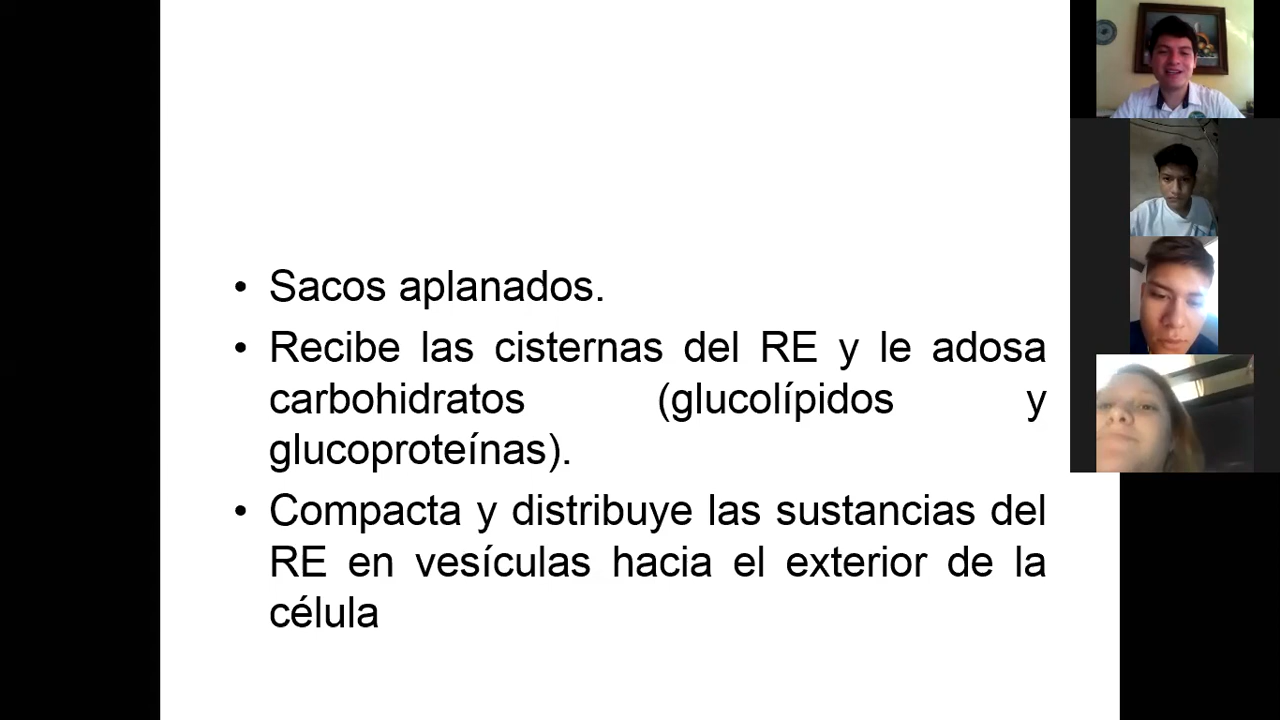 • Sacos aplanados.
• Recibe las cisternas del RE y le adosa
carbohidratos (glucolípidos y
glucoproteínas).
• Compacta y distribuye las sustancias del
RE en vesículas hacia el exterior de la
célula